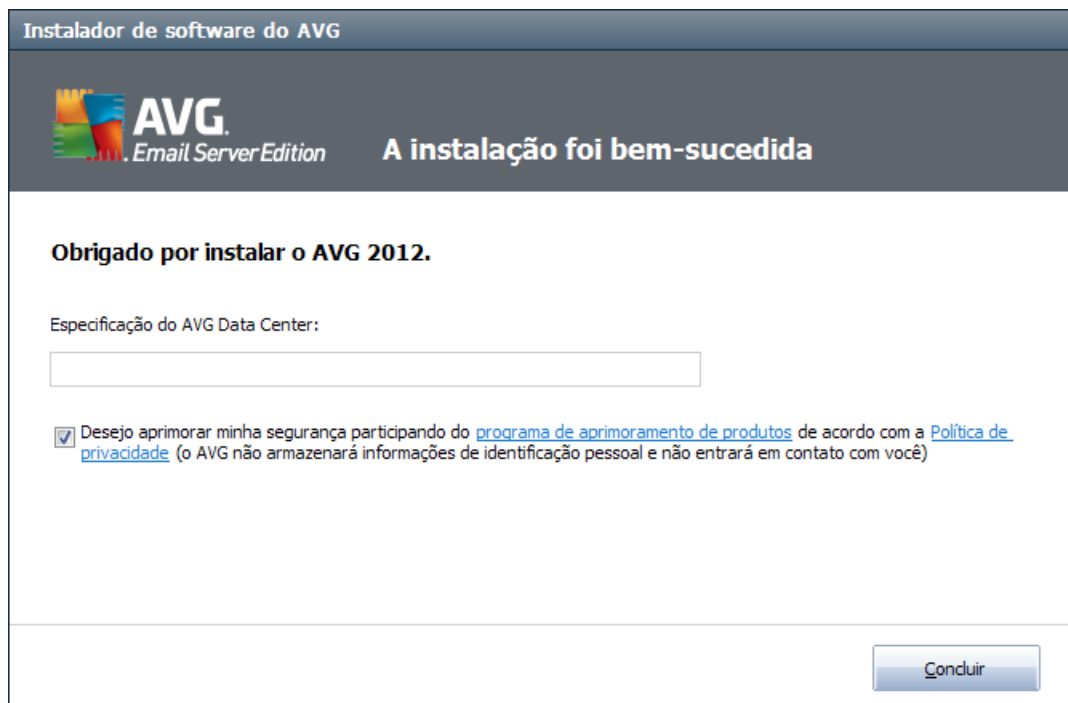 Instalador de software do AVG
AVG.
Email Server Edition
A instalação foi bem-sucedida
Obrigado por instalar o AVG 2012.
Especificação do AVG Data Center:
Desejo aprimorar minha segurança participando do programa de aprimoramento de produtos de acordo com a Política de
privacidade (o AVG não armazenará informações de identificação pessoal e não entrará em contato com você)
Concluir